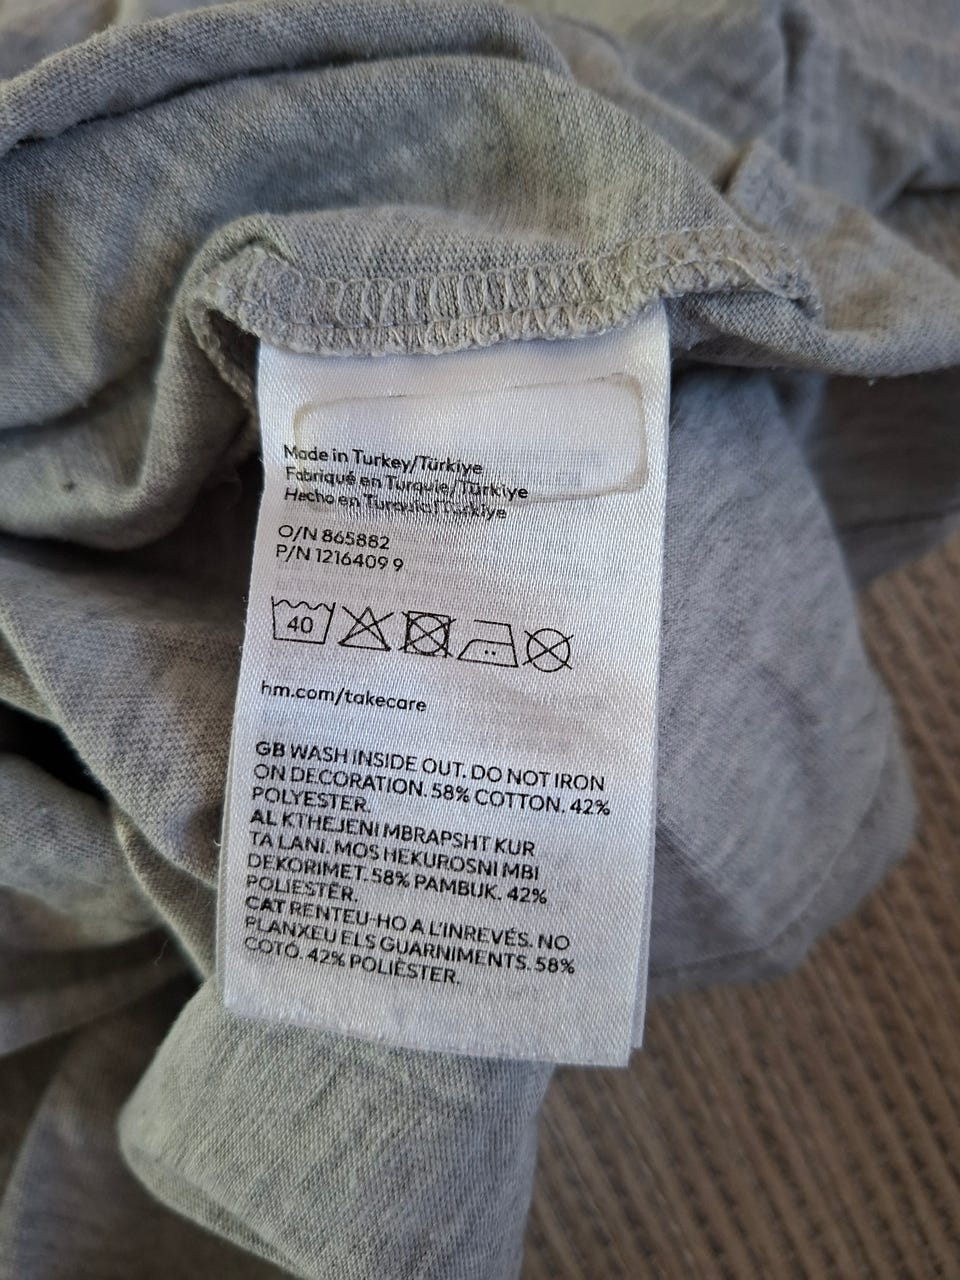 Made in Turkey/Türkiye
Fabriqué en Turquie/Türkiye
Hecho en Turquía/Türkiye
O/N 865882
P/N 1216409 9
40
hm.com/takecare
GB WASH INSIDE OUT. DO NOT IRON
ON DECORATION. 58% COTTON. 42%
POLYESTER.
AL KTHEJENI MBRAPSHT KUR
TA LANI. MOS HEKUROSNI MBI
DEKORIMET. 58% PAMBUK. 42%
POLIESTËR.
CAT RENTEU-HO A L'INREVÉS. NO
PLANXEU ELS GUARNIMENTS. 58%
COTÓ. 42% POLIÈSTER.